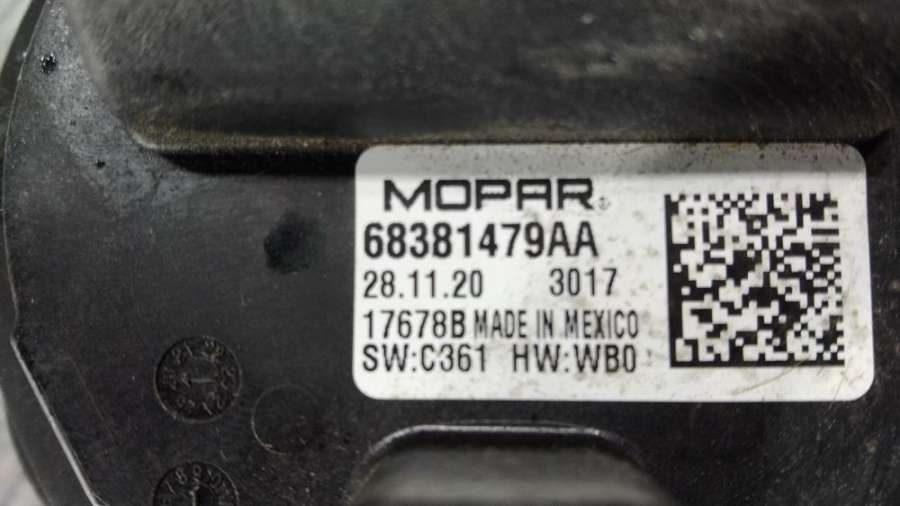 MOPAR®
68381479AA
28.11.20 3017
17678B MADE IN MEXICO
SW:C361 HW:WB0